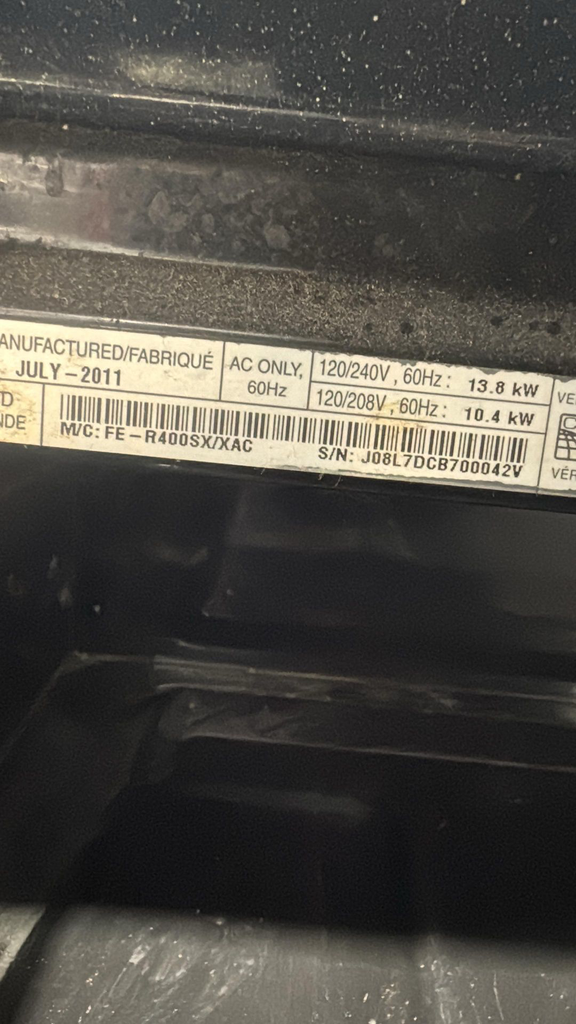 ANUFACTURED/FABRIQUÉ
JULY-2011
AC ONLY,
60Hz
120/240V , 60Hz : 13.8 kW
120/208V , 60Hz : 10.4 kW
M/C: FE-R400SX/XAC
S/N: J08L7DCB700042V